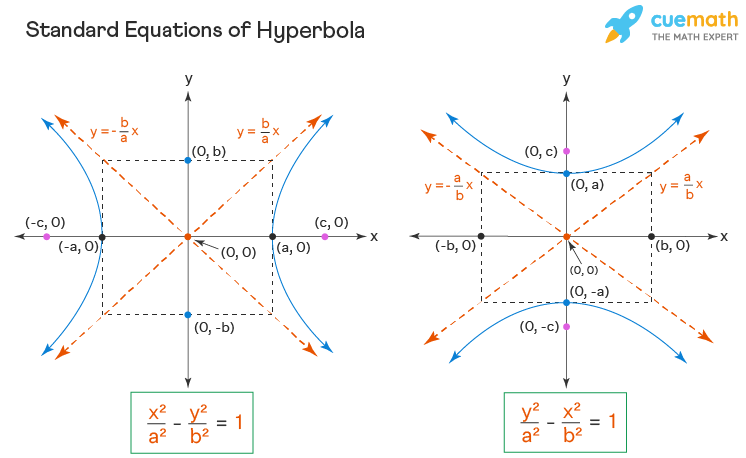 Standard Equations of Hyperbola
cuemath
THE MATH EXPERT
y
y = - b/a x
y = b/a x
(0, b)
(-c, 0)
(c, 0)
(-a, 0)
(0, 0)
(a, 0)
x
(0, -b)
x²/a² - y²/b² = 1
y
(0, c)
(0, a)
y = - a/b x
y = a/b x
(-b, 0)
(b, 0)
x
(0, 0)
(0, -a)
(0, -c)
y²/a² - x²/b² = 1